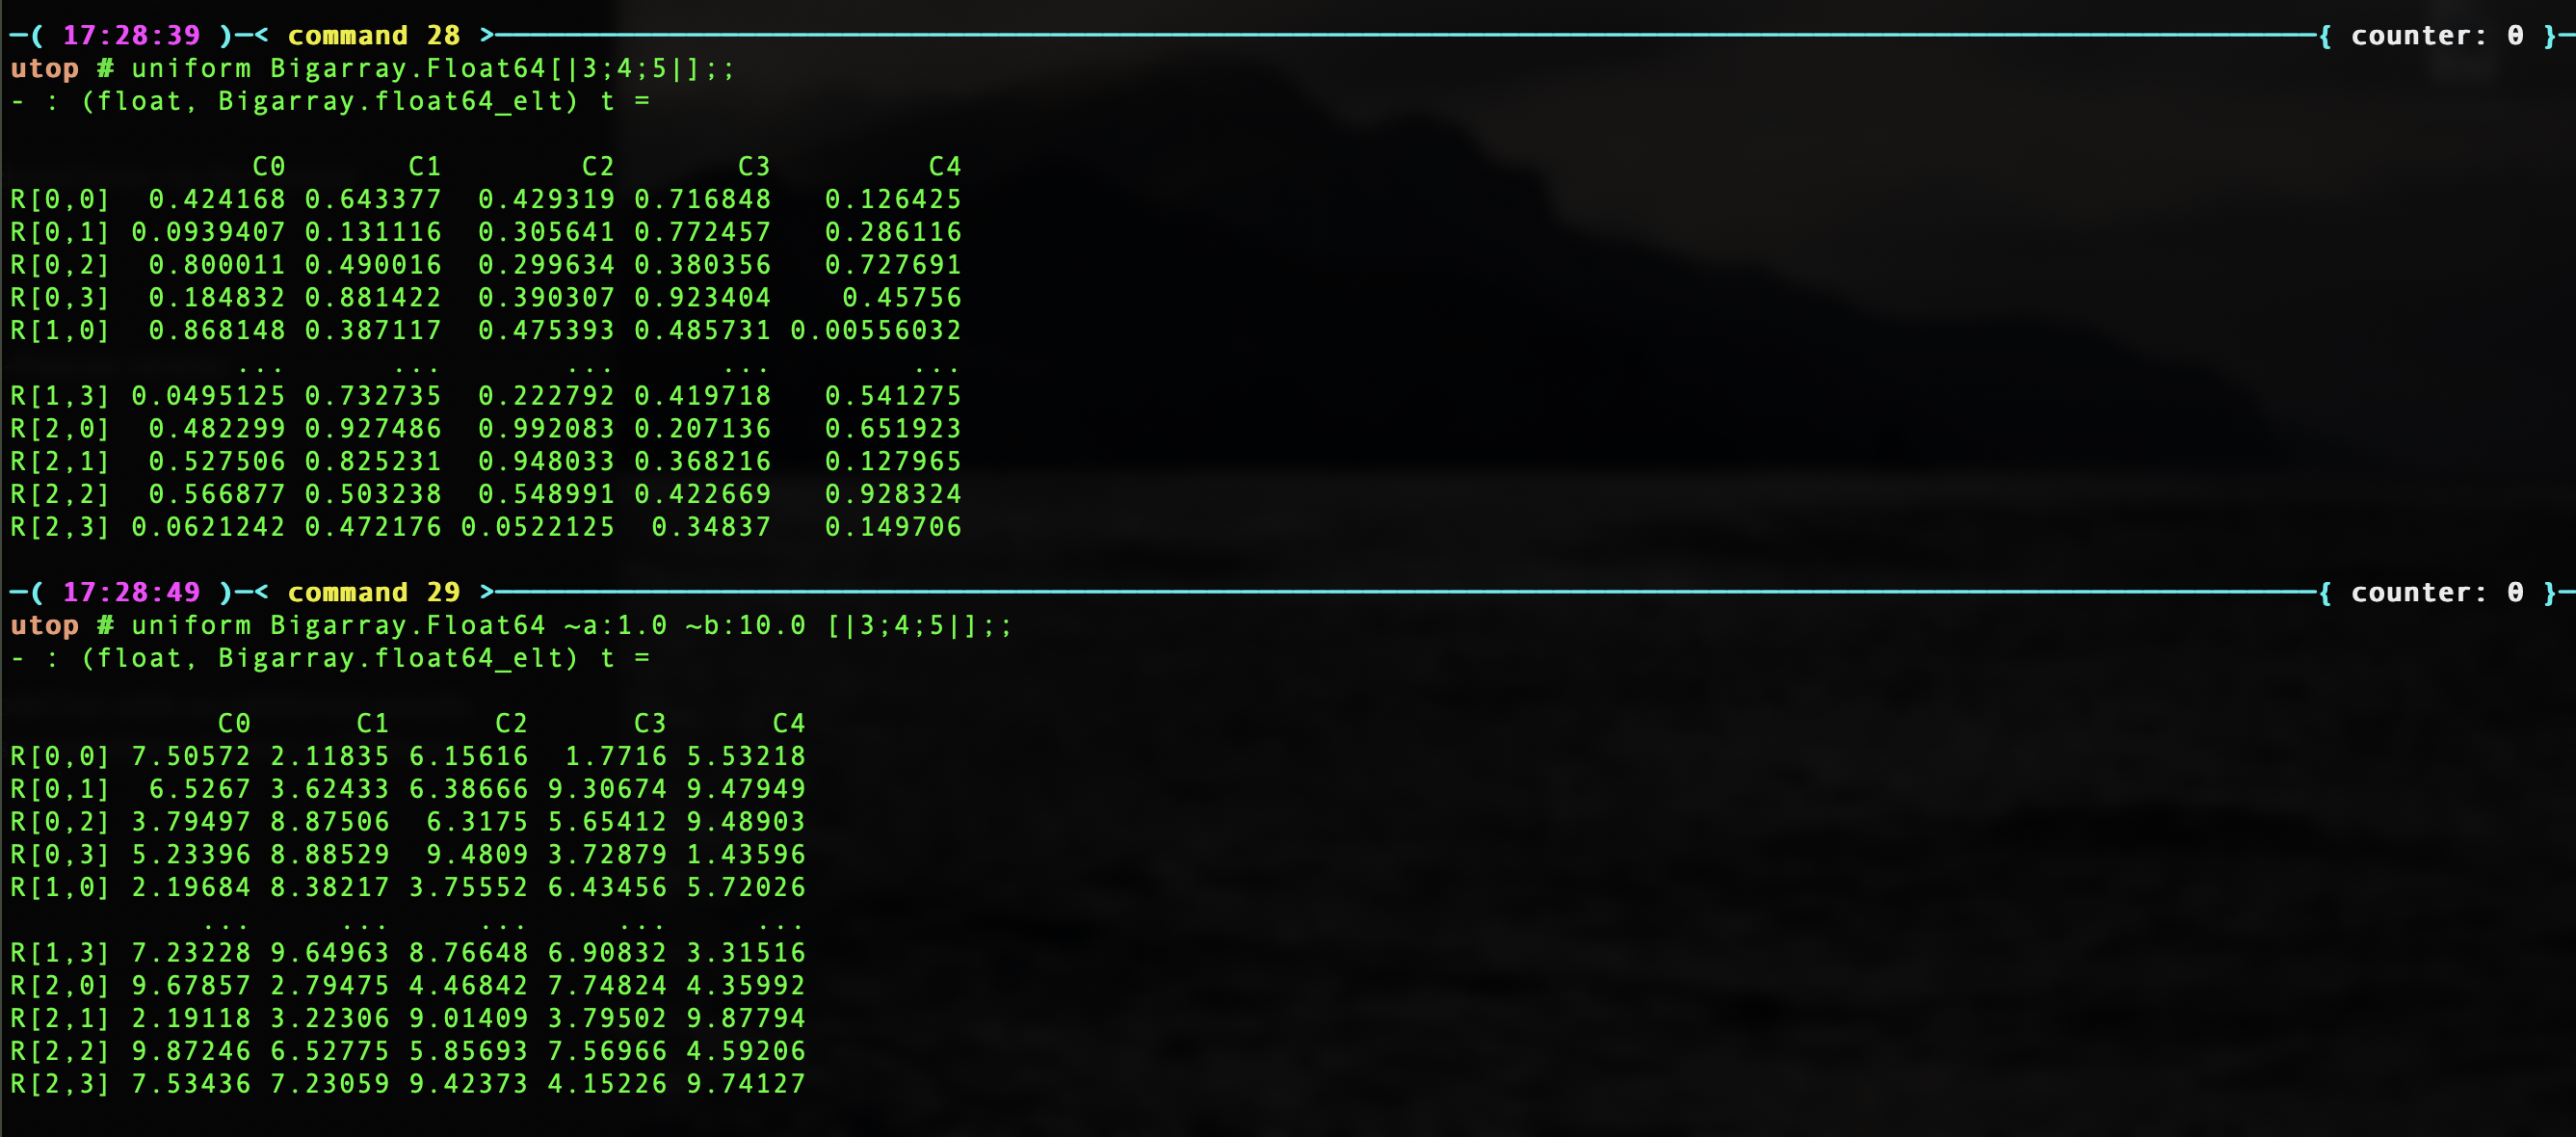 ─( 17:28:39 )─< command 28 >─{ counter: 0 }─
utop # uniform Bigarray.Float64[|3;4;5|];;
- : (float, Bigarray.float64_elt) t =
C0 C1 C2 C3 C4
R[0,0] 0.424168 0.643377 0.429319 0.716848 0.126425
R[0,1] 0.0939407 0.131116 0.305641 0.772457 0.286116
R[0,2] 0.800011 0.490016 0.299634 0.380356 0.727691
R[0,3] 0.184832 0.881422 0.390307 0.923404 0.45756
R[1,0] 0.868148 0.387117 0.475393 0.485731 0.00556032
... ... ... ... ...
R[1,3] 0.0495125 0.732735 0.222792 0.419718 0.541275
R[2,0] 0.482299 0.927486 0.992083 0.207136 0.651923
R[2,1] 0.527506 0.825231 0.948033 0.368216 0.127965
R[2,2] 0.566877 0.503238 0.548991 0.422669 0.928324
R[2,3] 0.0621242 0.472176 0.0522125 0.34837 0.149706
─( 17:28:49 )─< command 29 >─{ counter: 0 }─
utop # uniform Bigarray.Float64 ~a:1.0 ~b:10.0 [|3;4;5|];;
- : (float, Bigarray.float64_elt) t =
C0 C1 C2 C3 C4
R[0,0] 7.50572 2.11835 6.15616 1.7716 5.53218
R[0,1] 6.5267 3.62433 6.38666 9.30674 9.47949
R[0,2] 3.79497 8.87506 6.3175 5.65412 9.48903
R[0,3] 5.23396 8.88529 9.4809 3.72879 1.43596
R[1,0] 2.19684 8.38217 3.75552 6.43456 5.72026
... ... ... ... ...
R[1,3] 7.23228 9.64963 8.76648 6.90832 3.31516
R[2,0] 9.67857 2.79475 4.46842 7.74824 4.35992
R[2,1] 2.19118 3.22306 9.01409 3.79502 9.87794
R[2,2] 9.87246 6.52775 5.85693 7.56966 4.59206
R[2,3] 7.53436 7.23059 9.42373 4.15226 9.74127